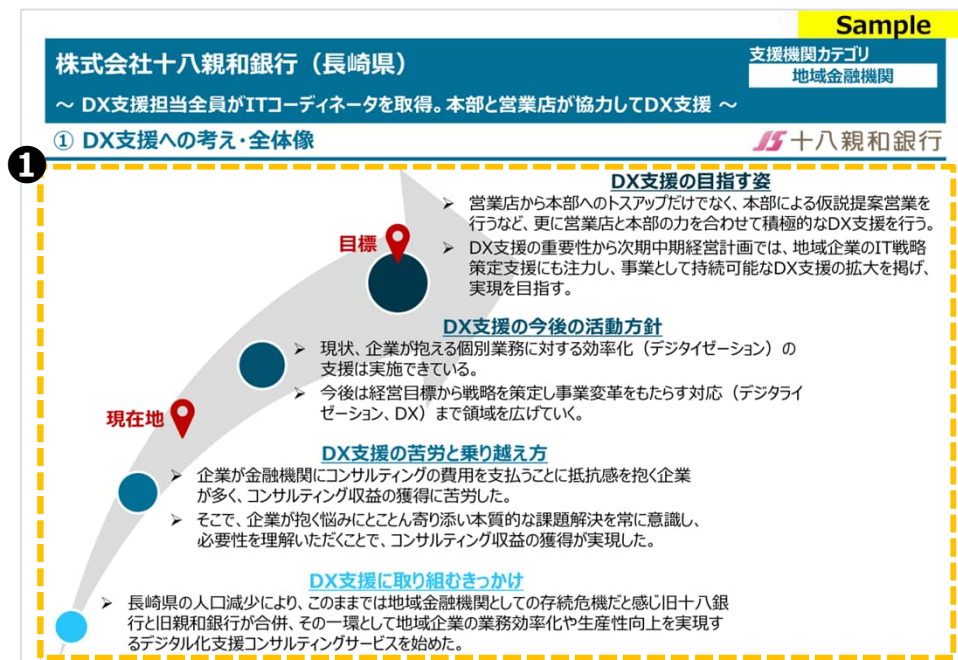 Sample
株式会社十八親和銀行（長崎県）
支援機関カテゴリ
地域金融機関
～ DX支援担当全員がITコーディネータを取得。本部と営業店が協力してDX支援 ～
① DX支援への考え・全体像
十八親和銀行
❶
DX支援の目指す姿
➢ 営業店から本部へのトスアップだけでなく、本部による仮説提案営業を
行うなど、更に営業店と本部の力を合わせて積極的なDX支援を行う。
➢ DX支援の重要性から次期中期経営計画では、地域企業のIT戦略
策定支援にも注力し、事業として持続可能なDX支援の拡大を掲げ、
実現を目指す。
目標
DX支援の今後の活動方針
➢ 現状、企業が抱える個別業務に対する効率化（デジタイゼーション）の
支援は実施できている。
➢ 今後は経営目標から戦略を策定し事業変革をもたらす対応（デジタライ
ゼーション、DX）まで領域を広げていく。
現在地
DX支援の苦労と乗り越え方
➢ 企業が金融機関にコンサルティングの費用を支払うことに抵抗感を抱く企業
が多く、コンサルティング収益の獲得に苦労した。
➢ そこで、企業が抱く悩みにとことん寄り添い本質的な課題解決を常に意識し、
必要性を理解いただくことで、コンサルティング収益の獲得が実現した。
DX支援に取り組むきっかけ
➢ 長崎県の人口減少により、このままでは地域金融機関としての存続危機だと感じ旧十八銀
行と旧親和銀行が合併、その一環として地域企業の業務効率化や生産性向上を実現す
るデジタル化支援コンサルティングサービスを始めた。